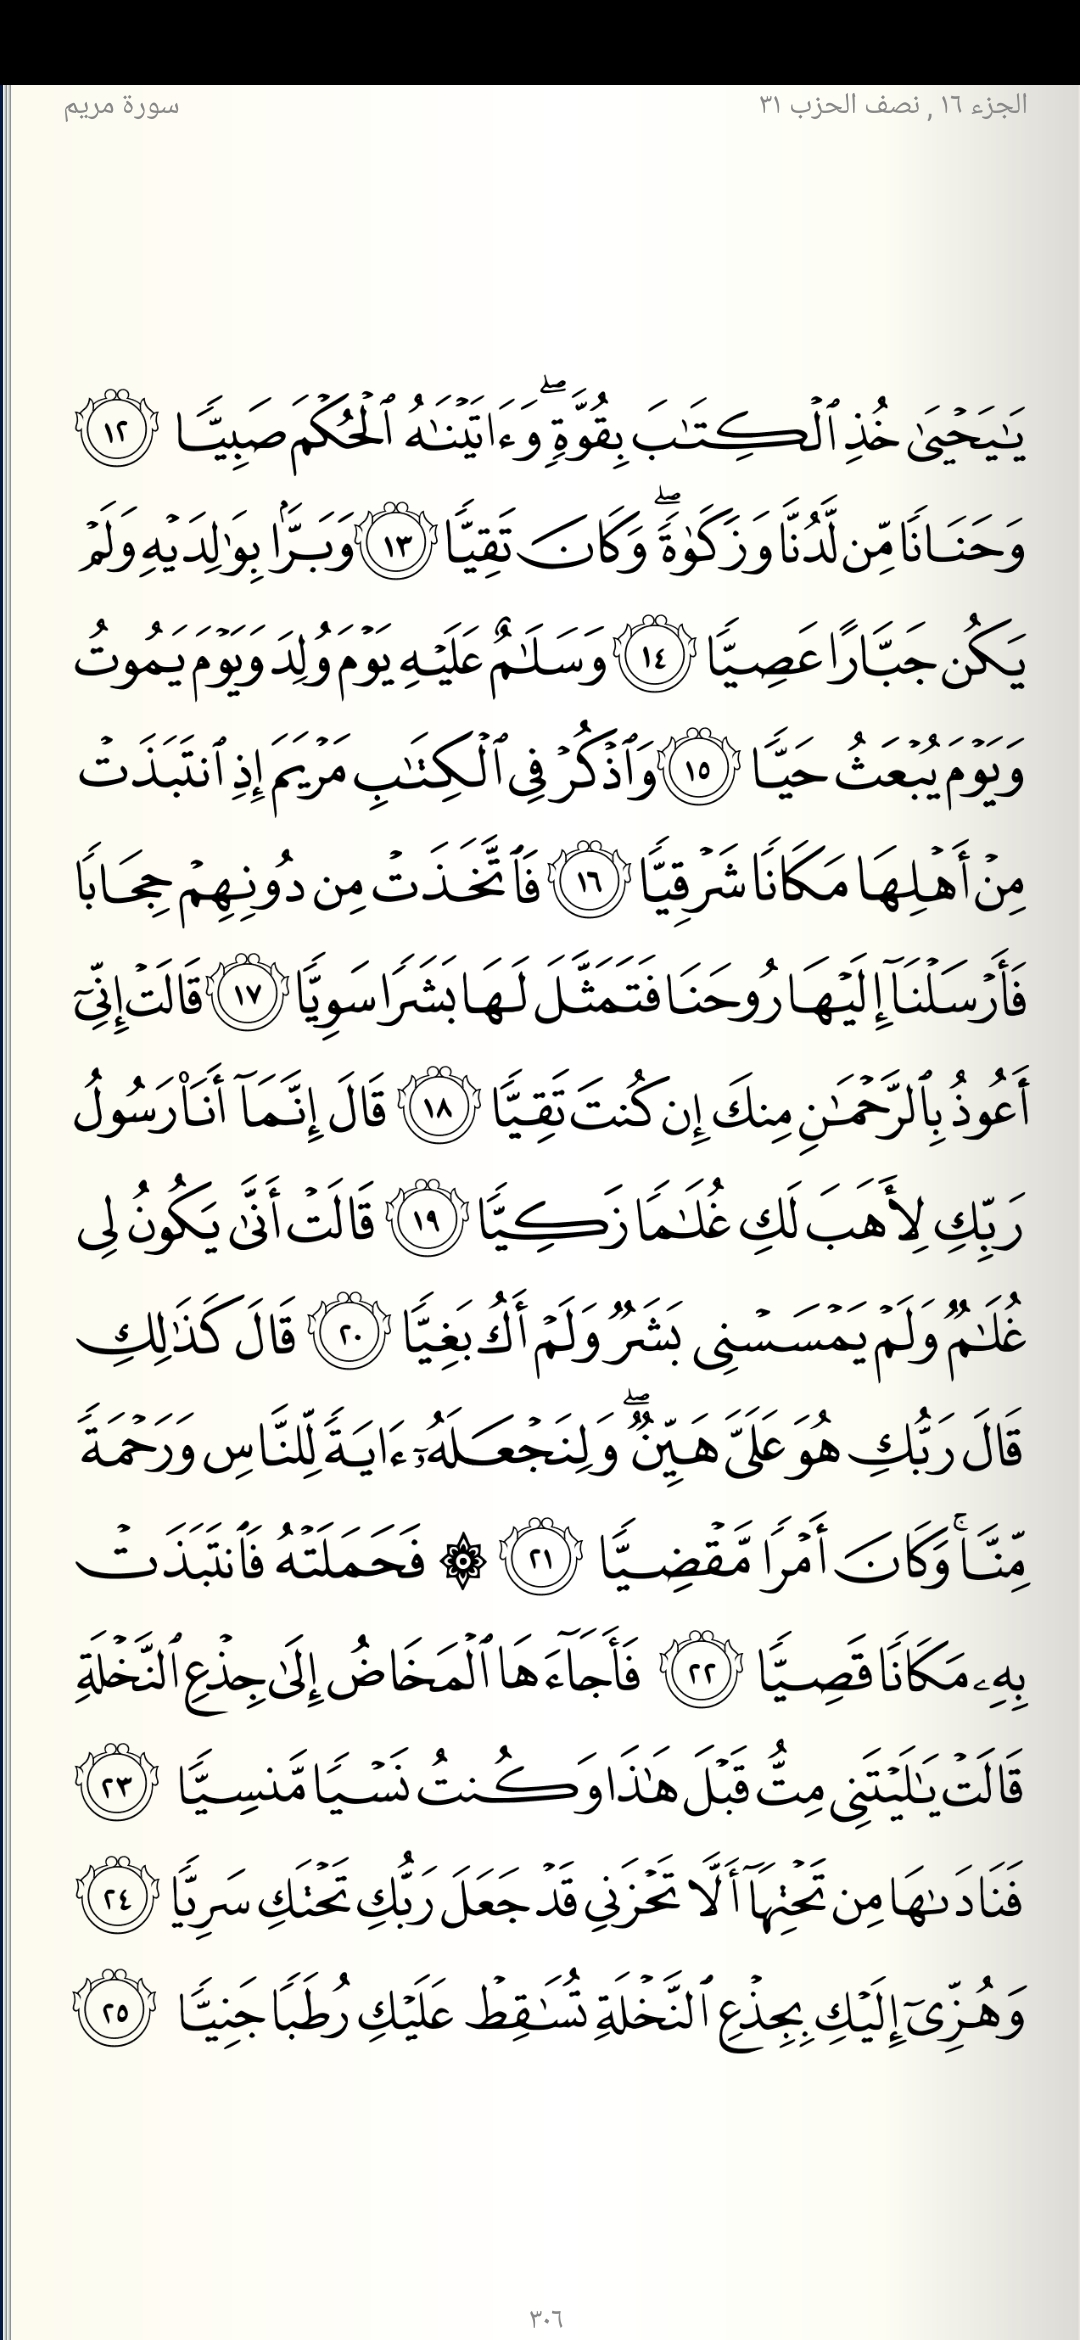 الجزء ١٦ , نصف الحزب ٣١
سورة مريم
يَـٰيَحْيَىٰ خُذِ ٱلْكِتَـٰبَ بِقُوَّةٍۢ ۖ وَءَاتَيْنَـٰهُ ٱلْحُكْمَ صَبِيًّۭا ١٢
وَحَنَانًۭا مِّن لَّدُنَّا وَزَكَوٰةًۭ ۖ وَكَانَ تَقِيًّۭا ١٣ وَبَرًّۢا بِوَٰلِدَيْهِ وَلَمْ
يَكُن جَبَّارًا عَصِيًّۭا ١٤ وَسَلَـٰمٌ عَلَيْهِ يَوْمَ وُلِدَ وَيَوْمَ يَمُوتُ
وَيَوْمَ يُبْعَثُ حَيًّۭا ١٥ وَٱذْكُرْ فِى ٱلْكِتَـٰبِ مَرْيَمَ إِذِ ٱنتَبَذَتْ
مِنْ أَهْلِهَا مَكَانًۭا شَرْقِيًّۭا ١٦ فَٱتَّخَذَتْ مِن دُونِهِمْ حِجَابًۭا
فَأَرْسَلْنَآ إِلَيْهَا رُوحَنَا فَتَمَثَّلَ لَهَا بَشَرًۭا سَوِيًّۭا ١٧ قَالَتْ إِنِّىٓ
أَعُوذُ بِٱلرَّحْمَـٰنِ مِنكَ إِن كُنتَ تَقِيًّۭا ١٨ قَالَ إِنَّمَآ أَنَا۠ رَسُولُ
رَبِّكِ لِأَهَبَ لَكِ غُلَـٰمًۭا زَكِيًّۭا ١٩ قَالَتْ أَنَّىٰ يَكُونُ لِى
غُلَـٰمٌۭ وَلَمْ يَمْسَسْنِى بَشَرٌۭ وَلَمْ أَكُ بَغِيًّۭا ٢٠ قَالَ كَذَٰلِكِ
قَالَ رَبُّكِ هُوَ عَلَىَّ هَيِّنٌۭ ۖ وَلِنَجْعَلَهُۥٓ ءَايَةًۭ لِّلنَّاسِ وَرَحْمَةًۭ
مِّنَّا ۚ وَكَانَ أَمْرًۭا مَّقْضِيًّۭا ٢١ ۞ فَحَمَلَتْهُ فَٱنتَبَذَتْ
بِهِۦ مَكَانًۭا قَصِيًّۭا ٢٢ فَأَجَآءَهَا ٱلْمَخَاضُ إِلَىٰ جِذْعِ ٱلنَّخْلَةِ
قَالَتْ يَـٰلَيْتَنِى مِتُّ قَبْلَ هَـٰذَا وَكُنتُ نَسْيًۭا مَّنسِيًّۭا ٢٣
فَنَادَىٰهَا مِن تَحْتِهَآ أَلَّا تَحْزَنِى قَدْ جَعَلَ رَبُّكِ تَحْتَكِ سَرِيًّۭا ٢٤
وَهُزِّىٓ إِلَيْكِ بِجِذْعِ ٱلنَّخْلَةِ تُسَـٰقِطْ عَلَيْكِ رُطَبًۭا جَنِيًّۭا ٢٥
٣٠٦